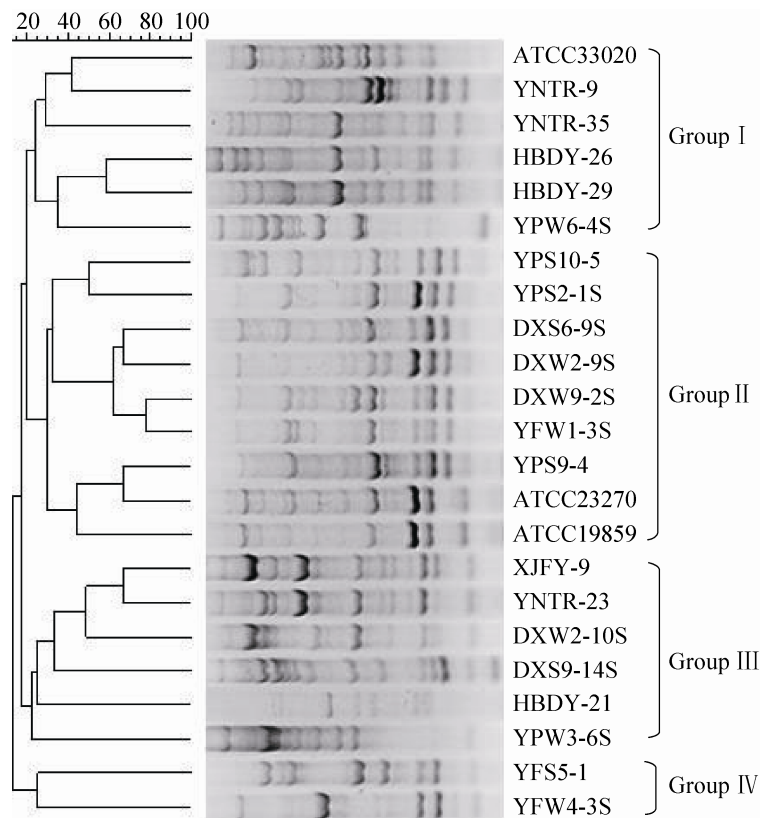 20 40 60 80 100
ATCC33020
YNTR-9
YNTR-35
Group Ⅰ
HBDY-26
HBDY-29
YPW6-4S
YPS10-5
YPS2-1S
DXS6-9S
DXW2-9S
DXW9-2S
Group Ⅱ
YFW1-3S
YPS9-4
ATCC23270
ATCC19859
XJFY-9
YNTR-23
DXW2-10S
Group Ⅲ
DXS9-14S
HBDY-21
YPW3-6S
YFS5-1
Group Ⅳ
YFW4-3S